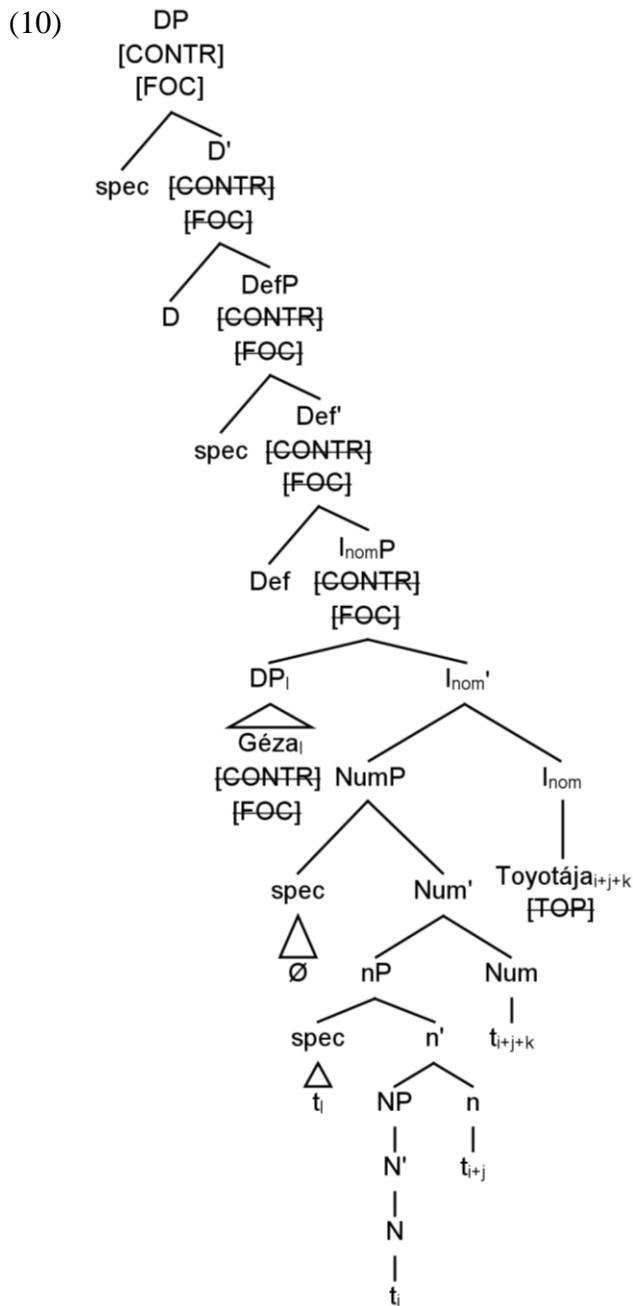 (10)
DP
[CONTR]
[FOC]
D'
spec [CONTR]
[FOC]
DefP
D [CONTR]
[FOC]
Def'
spec [CONTR]
[FOC]
InomP
Def [CONTR]
[FOC]
DPl Inom'
Gézal
[CONTR] NumP Inom
[FOC]
spec Num' Toyotájai+j+k
[TOP]
Ø nP Num
spec n' ti+j+k
tl NP n
N' ti+j
N
ti